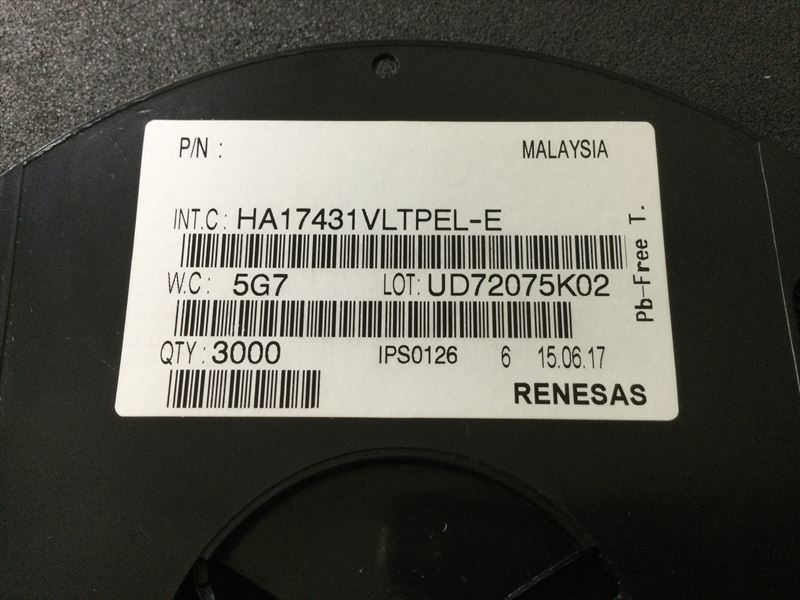 P/N : MALAYSIA
INT.C: HA17431VLTPEL-E
W.C: 5G7 LOT: UD72075K02
QTY: 3000 IPS0126 6 15.06.17
RENESAS
Pb-Free T.